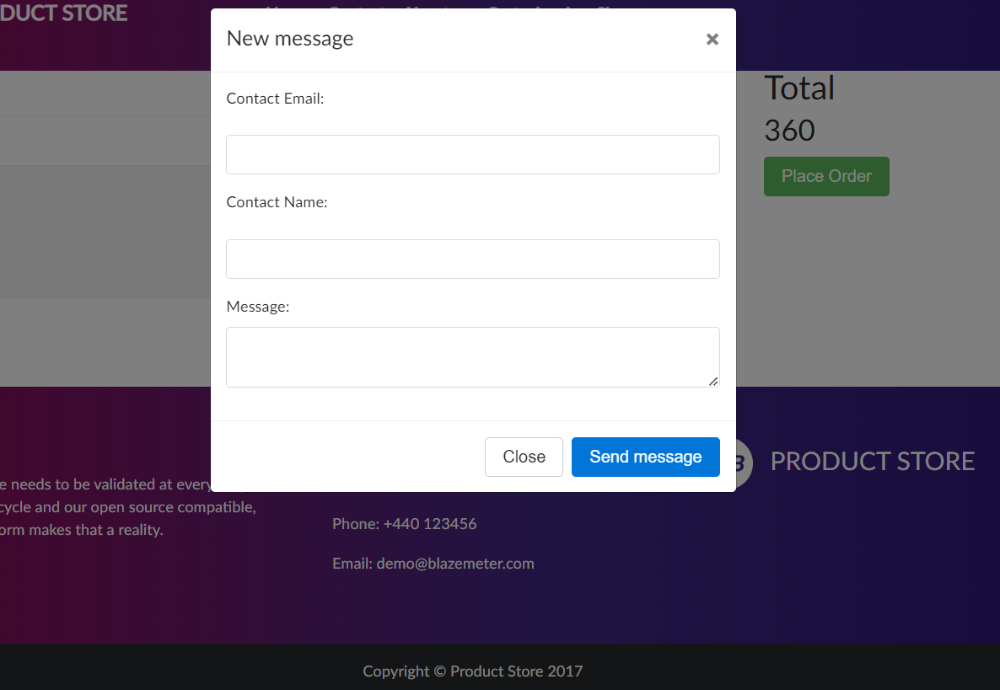 DUCT STORE
New message
×
Contact Email:
Contact Name:
Message:
Close
Send message
Total
360
Place Order
e needs to be validated at every
cycle and our open source compatible,
orm makes that a reality.
Phone: +440 123456
Email: demo@blazemeter.com
PRODUCT STORE
Copyright © Product Store 2017